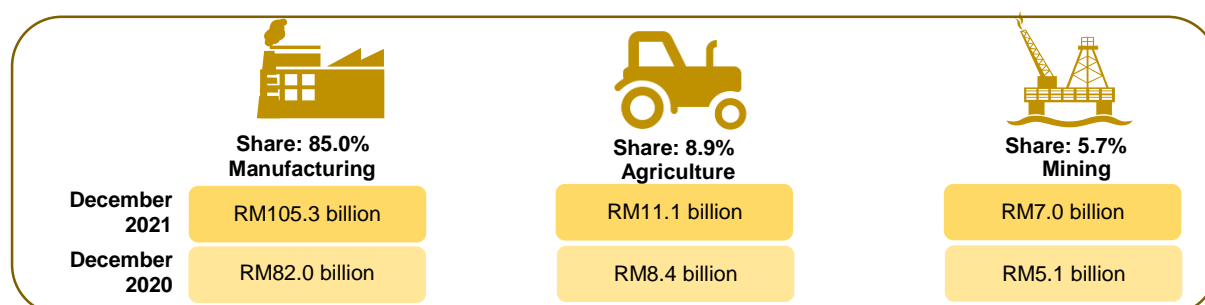 Share: 85.0%
Manufacturing
Share: 8.9%
Agriculture
Share: 5.7%
Mining
December
2021
RM105.3 billion
RM11.1 billion
RM7.0 billion
December
2020
RM82.0 billion
RM8.4 billion
RM5.1 billion